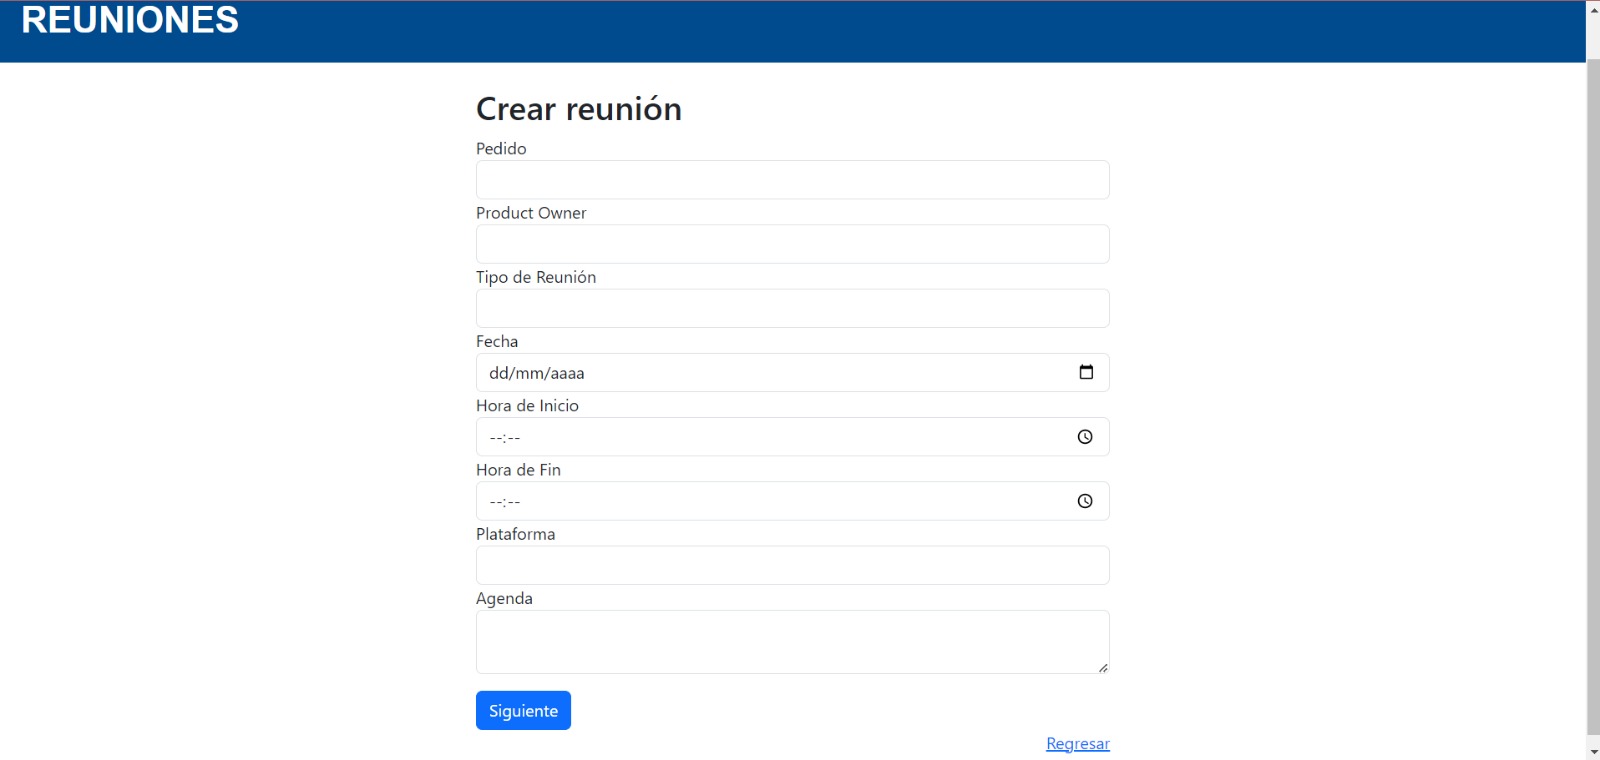 REUNIONES
Crear reunión
Pedido
Product Owner
Tipo de Reunión
Fecha
dd/mm/aaaa
Hora de Inicio
--:--
Hora de Fin
--:--
Plataforma
Agenda
Siguiente
Regresar